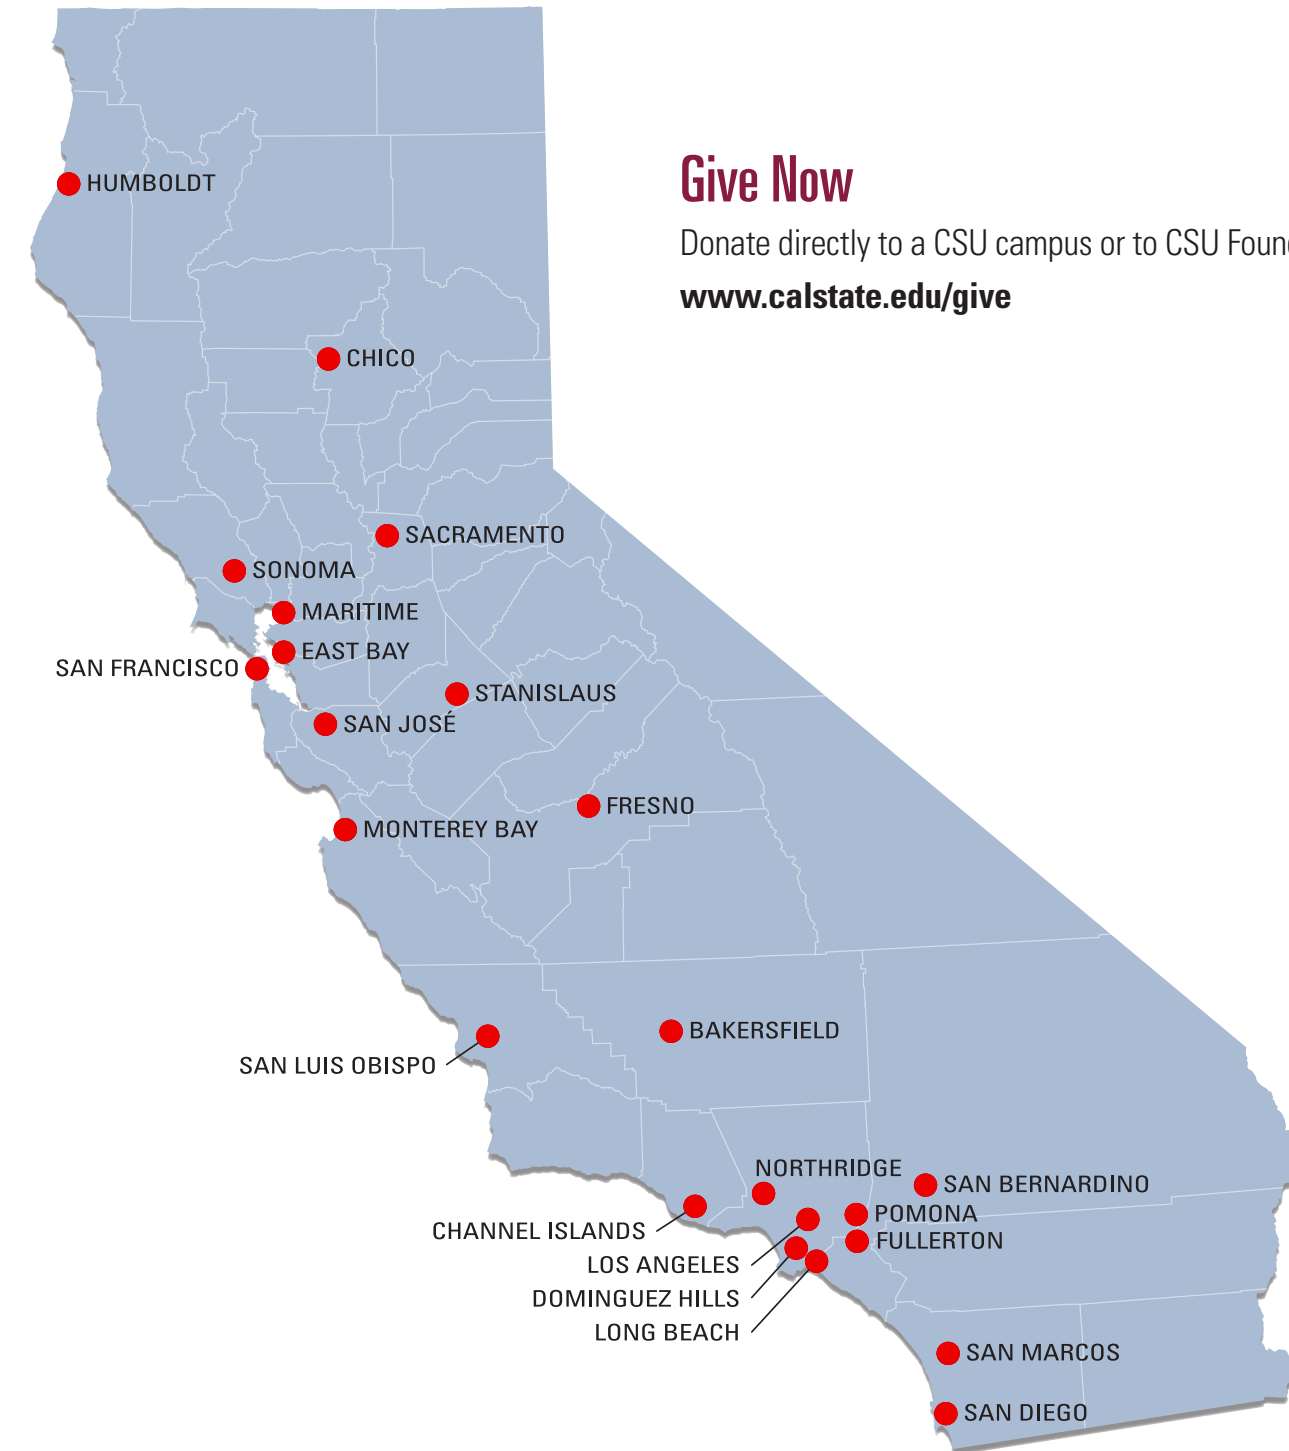 Give Now
Donate directly to a CSU campus or to CSU
www.calstate.edu/give
HUMBOLDT
CHICO
SACRAMENTO
SONOMA
MARITIME
EAST BAY
SAN FRANCISCO
STANISLAUS
SAN JOSÉ
FRESNO
MONTEREY BAY
BAKERSFIELD
SAN LUIS OBISPO
NORTHRIDGE
SAN BERNARDINO
POMONA
CHANNEL ISLANDS
FULLERTON
LOS ANGELES
DOMINGUEZ HILLS
LONG BEACH
SAN MARCOS
SAN DIEGO